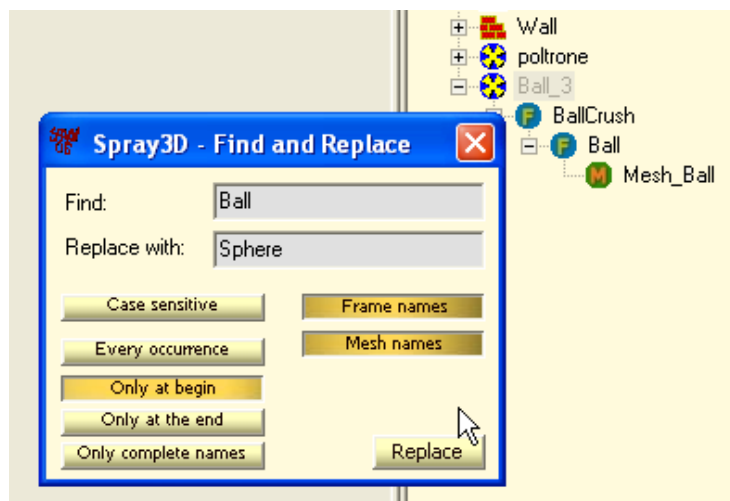 Wall
poltrone
Ball_3
F BallCrush
F Ball
M Mesh_Ball
Spray3D - Find and Replace
Find: Ball
Replace with: Sphere
Case sensitive Frame names
Every occurrence Mesh names
Only at begin
Only at the end
Only complete names Replace